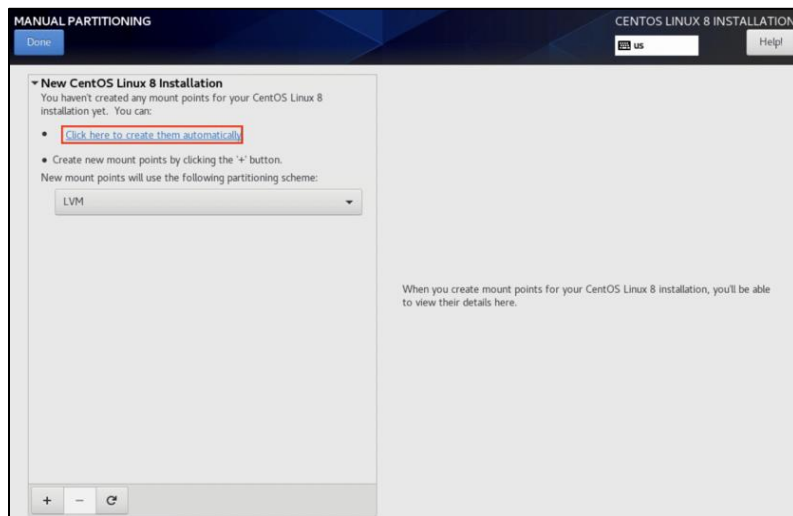 MANUAL PARTITIONING
CENTOS LINUX 8 INSTALLATION
Done
us
Help!
New CentOS Linux 8 Installation
You haven't created any mount points for your CentOS Linux 8
installation yet. You can:
• Click here to create them automatically
• Create new mount points by clicking the '+' button.
New mount points will use the following partitioning scheme:
LVM
When you create mount points for your CentOS Linux 8 installation, you'll be able
to view their details here.
+ −